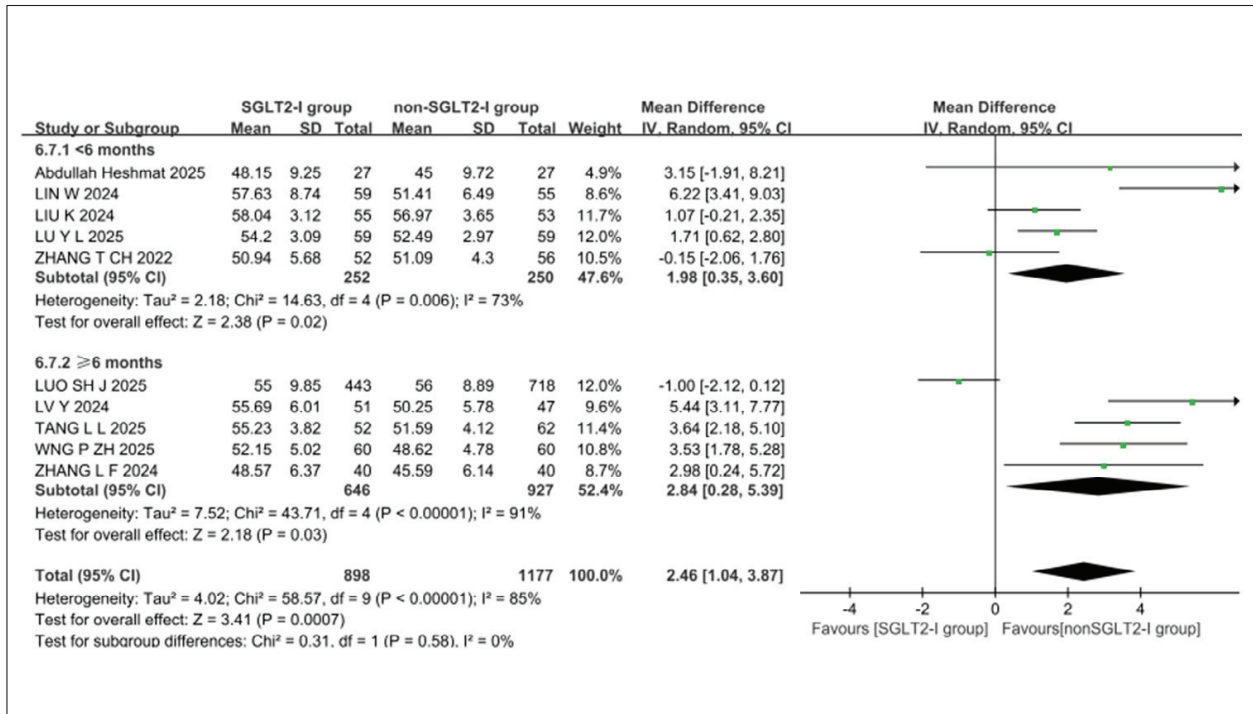 SGLT2-I group non-SGLT2-I group Mean Difference Mean Difference
Study or Subgroup Mean SD Total Mean SD Total Weight IV, Random, 95% CI IV, Random, 95% CI
6.7.1 <6 months
Abdullah Heshmat 2025 48.15 9.25 27 45 9.72 27 4.9% 3.15 [-1.91, 8.21]
LIN W 2024 57.63 8.74 59 51.41 6.49 55 8.6% 6.22 [3.41, 9.03]
LIU K 2024 58.04 3.12 55 56.97 3.65 53 11.7% 1.07 [-0.21, 2.35]
LU Y L 2025 54.2 3.09 59 52.49 2.97 59 12.0% 1.71 [0.62, 2.80]
ZHANG T CH 2022 50.94 5.68 52 51.09 4.3 56 10.5% -0.15 [-2.06, 1.76]
Subtotal (95% CI) 252 250 47.6% 1.98 [0.35, 3.60]
Heterogeneity: Tau² = 2.18; Chi² = 14.63, df = 4 (P = 0.006); I² = 73%
Test for overall effect: Z = 2.38 (P = 0.02)
6.7.2 ≥6 months
LUO SH J 2025 55 9.85 443 56 8.89 718 12.0% -1.00 [-2.12, 0.12]
LV Y 2024 55.69 6.01 51 50.25 5.78 47 9.6% 5.44 [3.11, 7.77]
TANG L L 2025 55.23 3.82 52 51.59 4.12 62 11.4% 3.64 [2.18, 5.10]
WNG P ZH 2025 52.15 5.02 60 48.62 4.78 60 10.8% 3.53 [1.78, 5.28]
ZHANG L F 2024 48.57 6.37 40 45.59 6.14 40 8.7% 2.98 [0.24, 5.72]
Subtotal (95% CI) 646 927 52.4% 2.84 [0.28, 5.39]
Heterogeneity: Tau² = 7.52; Chi² = 43.71, df = 4 (P < 0.00001); I² = 91%
Test for overall effect: Z = 2.18 (P = 0.03)
Total (95% CI) 898 1177 100.0% 2.46 [1.04, 3.87]
Heterogeneity: Tau² = 4.02; Chi² = 58.57, df = 9 (P < 0.00001); I² = 85%
Test for overall effect: Z = 3.41 (P = 0.0007)
Test for subgroup differences: Chi² = 0.31, df = 1 (P = 0.58), I² = 0%
-4 -2 0 2 4
Favours [SGLT2-I group] Favours[nonSGLT2-I group]